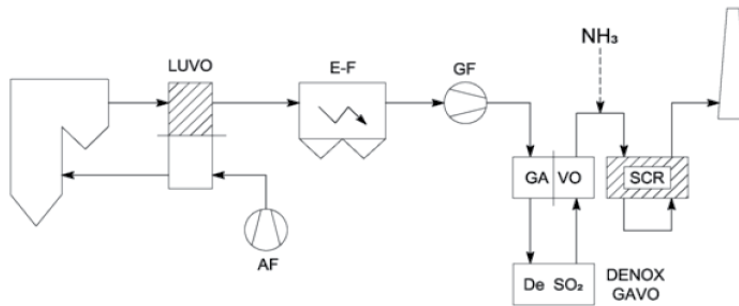 NH₃
LUVO
E-F
GF
GA VO
SCR
AF
De SO₂
DENOX
GAVO